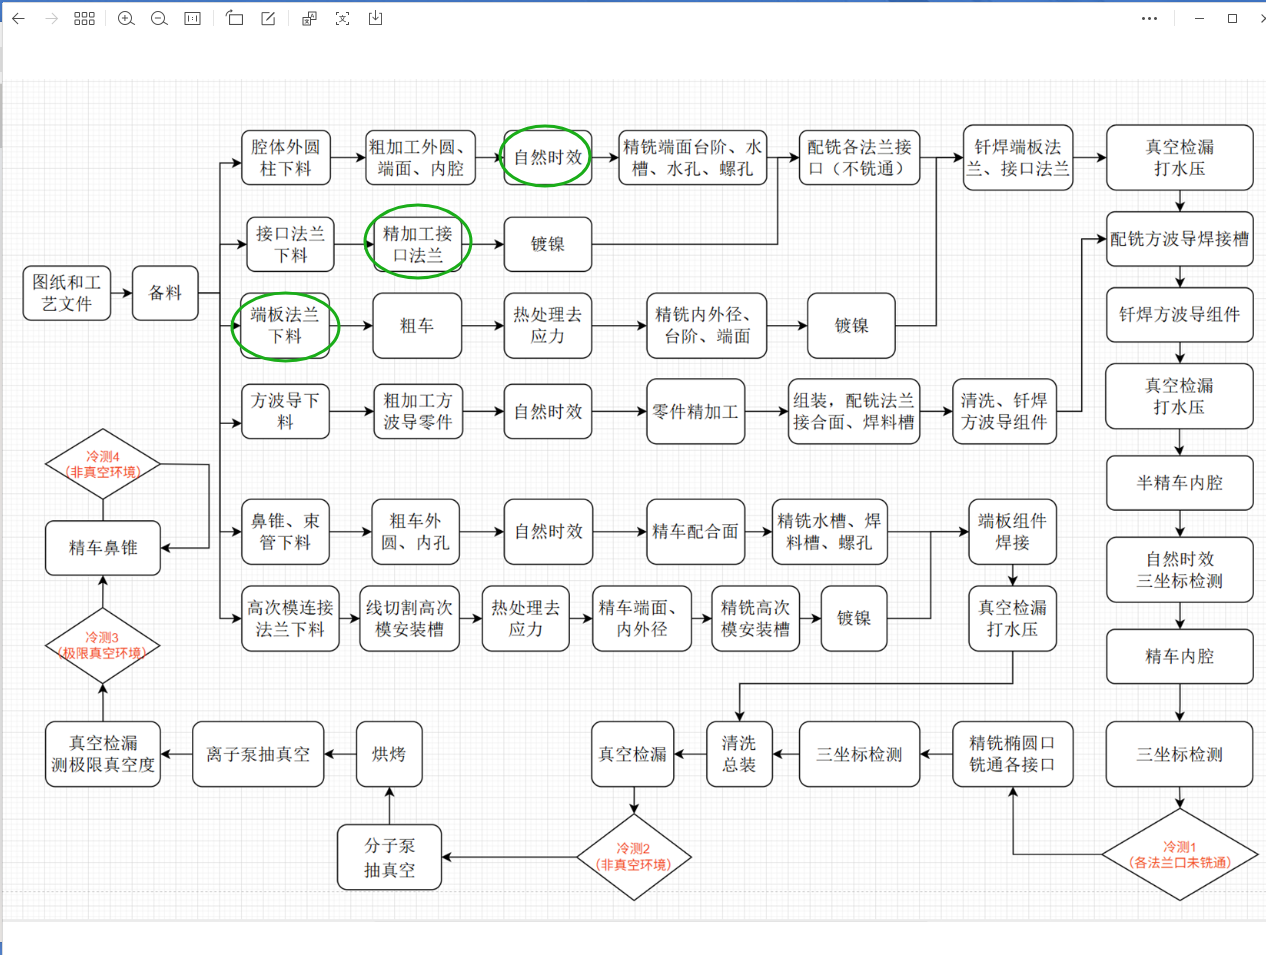 腔体外圆
柱下料
粗加工外圆、
端面、内腔
自然时效
精铣端面台阶、水
槽、水孔、螺孔
配铣各法兰接
口（不铣通）
钎焊端板法
兰、接口法兰
真空检漏
打水压
接口法兰
下料
精加工接
口法兰
镀镍
配铣方波导焊接槽
图纸和工
艺文件
备料
端板法兰
下料
粗车
热处理去
应力
精铣内外径、
台阶、端面
镀镍
钎焊方波导组件
方波导下
料
粗加工方
波导零件
自然时效
零件精加工
组装，配铣法兰
接合面、焊料槽
清洗、钎焊
方波导组件
真空检漏
打水压
冷测4
（非真空环境）
半精车内腔
精车鼻锥
鼻锥、束
管下料
粗车外
圆、内孔
自然时效
精车配合面
精铣水槽、焊
料槽、螺孔
端板组件
焊接
自然时效
三坐标检测
冷测3
（极限真空环境）
高次模连接
法兰下料
线切割高次
模安装槽
热处理去
应力
精车端面、
内外径
精铣高次
模安装槽
镀镍
真空检漏
打水压
精车内腔
真空检漏
测极限真空度
离子泵抽真空
烘烤
真空检漏
清洗
总装
三坐标检测
精铣椭圆口
铣通各接口
三坐标检测
分子泵
抽真空
冷测2
（非真空环境）
冷测1
（各法兰口未铣通）